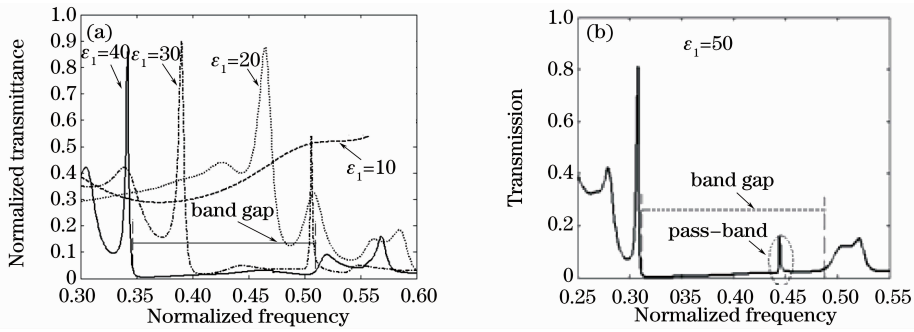 (a)
Normalized transmittance
1.0
0.9
0.8
0.7
0.6
0.5
0.4
0.3
0.2
0.1
0
ε1=40
ε1=30
ε1=20
ε1=10
band gap
0.30 0.35 0.40 0.45 0.50 0.55 0.60
Normalized frequency
(b)
Transmission
1.0
0.8
0.6
0.4
0.2
0
ε1=50
band gap
pass-band
0.25 0.30 0.35 0.40 0.45 0.50 0.55
Normalized frequency